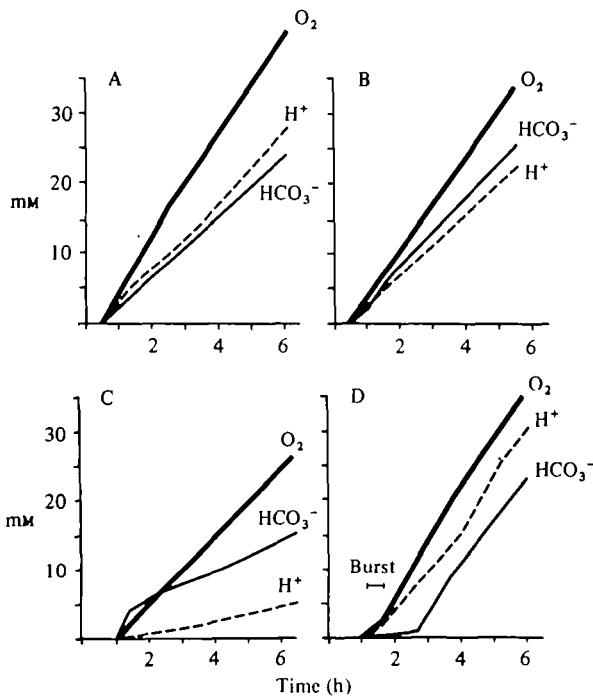 A
O₂
H⁺
HCO₃⁻
30
20
mM
10
2
4
6
B
O₂
HCO₃⁻
H⁺
2
4
6
C
O₂
HCO₃⁻
H⁺
30
20
mM
10
2
4
6
D
O₂
H⁺
HCO₃⁻
Burst
2
4
6
Time (h)